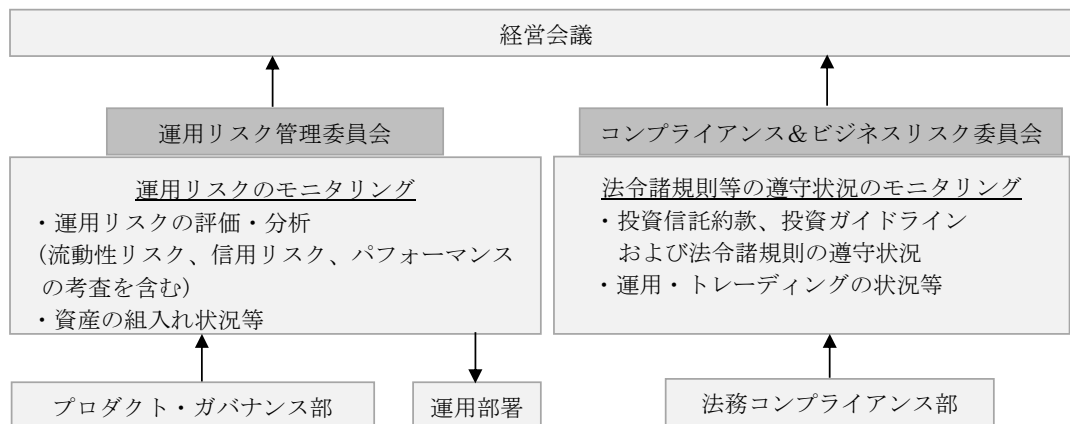 経営会議
運用リスク管理委員会
運用リスクのモニタリング
・運用リスクの評価・分析
(流動性リスク、信用リスク、パフォーマンス
の考査を含む)
・資産の組入れ状況等
コンプライアンス&ビジネスリスク委員会
法令諸規則等の遵守状況のモニタリング
・投資信託約款、投資ガイドライン
および法令諸規則の遵守状況
・運用・トレーディングの状況等
プロダクト・ガバナンス部
運用部署
法務コンプライアンス部